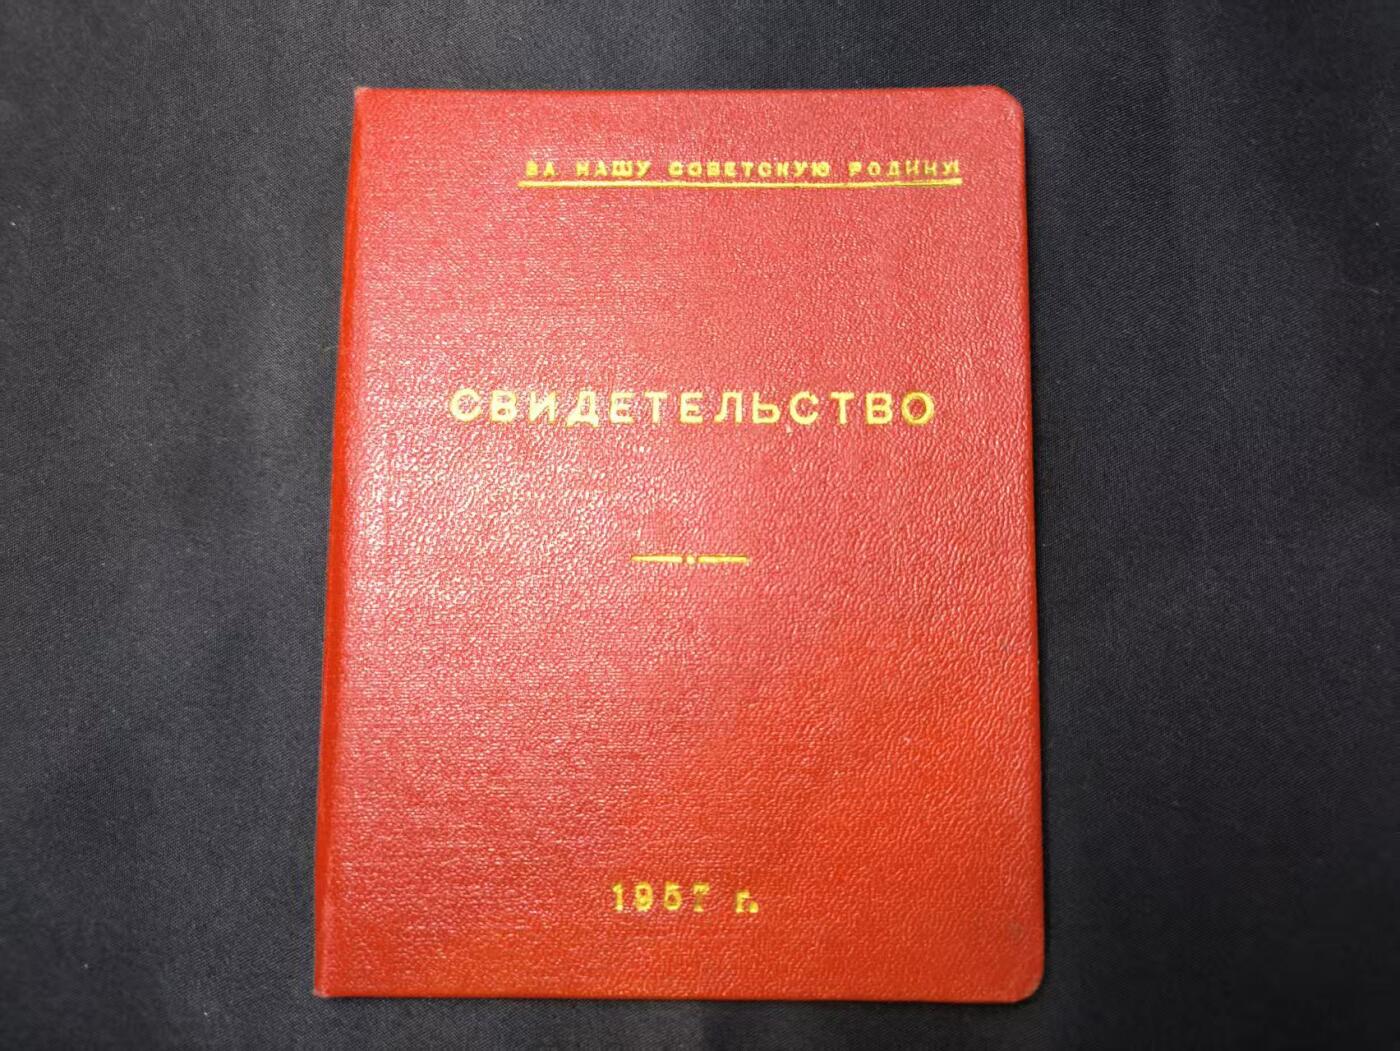 ЗА НАШУ СОВЕТСКУЮ РОДИНУ!
СВИДЕТЕЛЬСТВО
1957 г.